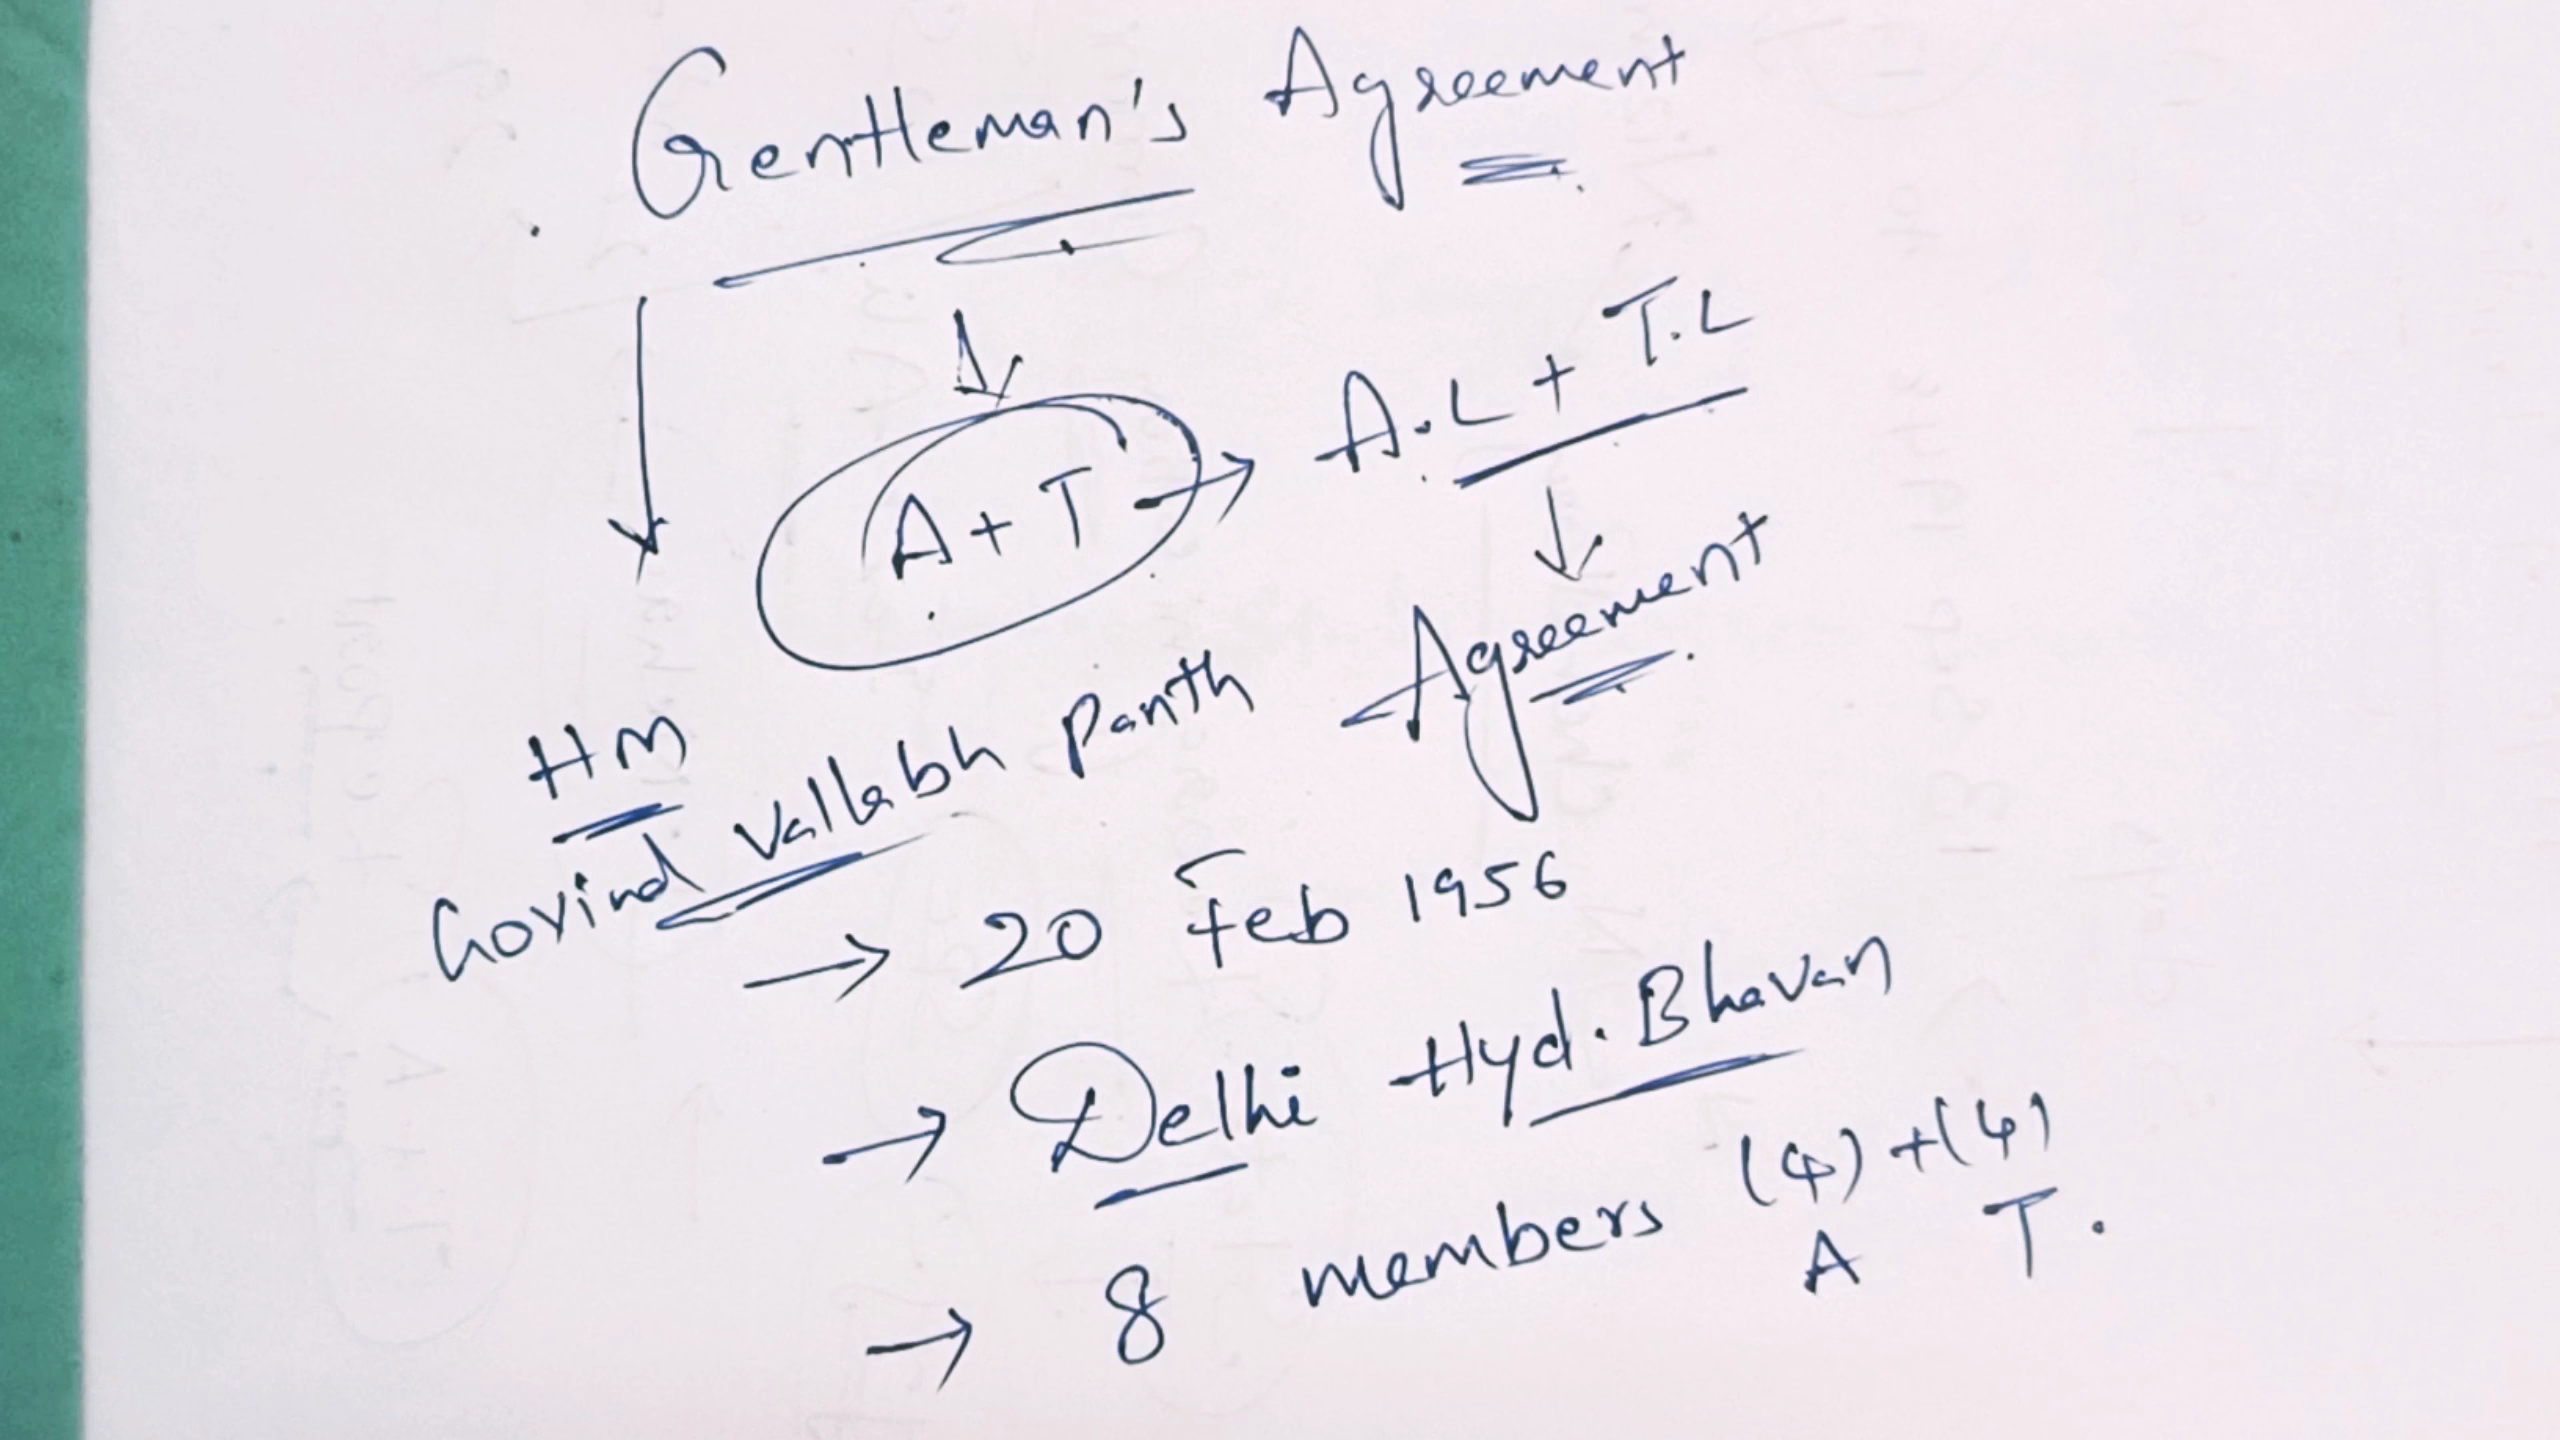 Gentleman's Agreement
A+T → A.L + T.L
Agreement
HM
Govind Vallabh Panth
→ 20 Feb 1956
→ Delhi Hyd. Bhavan
→ 8 members (4) + (4)
A T.